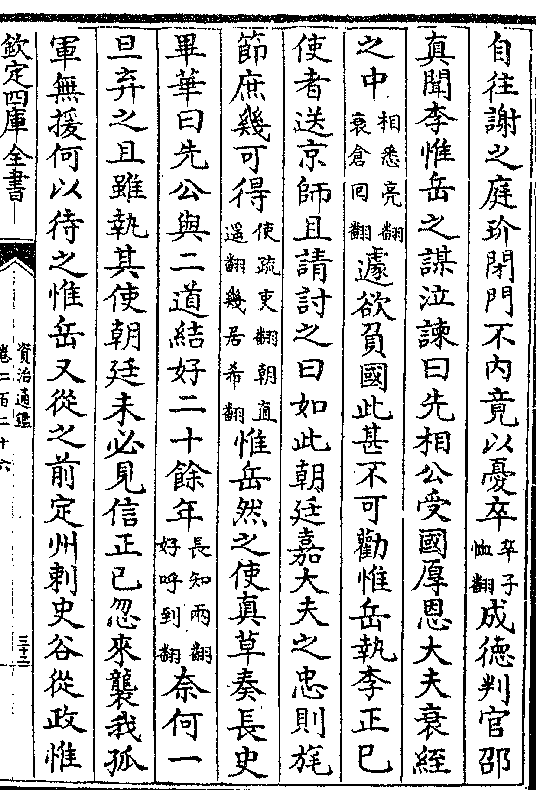 自往謝之庭玠閉門不内竟以憂卒卒子恤翻成徳判官邵
真聞李惟岳之謀泣諫曰先相公受國厚恩大夫衰絰
之中相悉亮翻衰倉囘翻遽欲負國此甚不可勸惟岳執李正已
使者送京師且請討之曰如此朝廷嘉大夫之忠則旄
節庶幾可得使疏吏翻朝直遥翻幾居希翻惟岳然之使真草奏長史
畢華曰先公與二道結好二十餘年長知兩翻好呼到翻奈何一
旦弃之且雖執其使朝廷未必見信正已忽來襲我孤
軍無援何以待之惟岳又從之前定州刺史谷從政惟
欽定四庫全書
資治通鑑
卷二百二十六
三十二